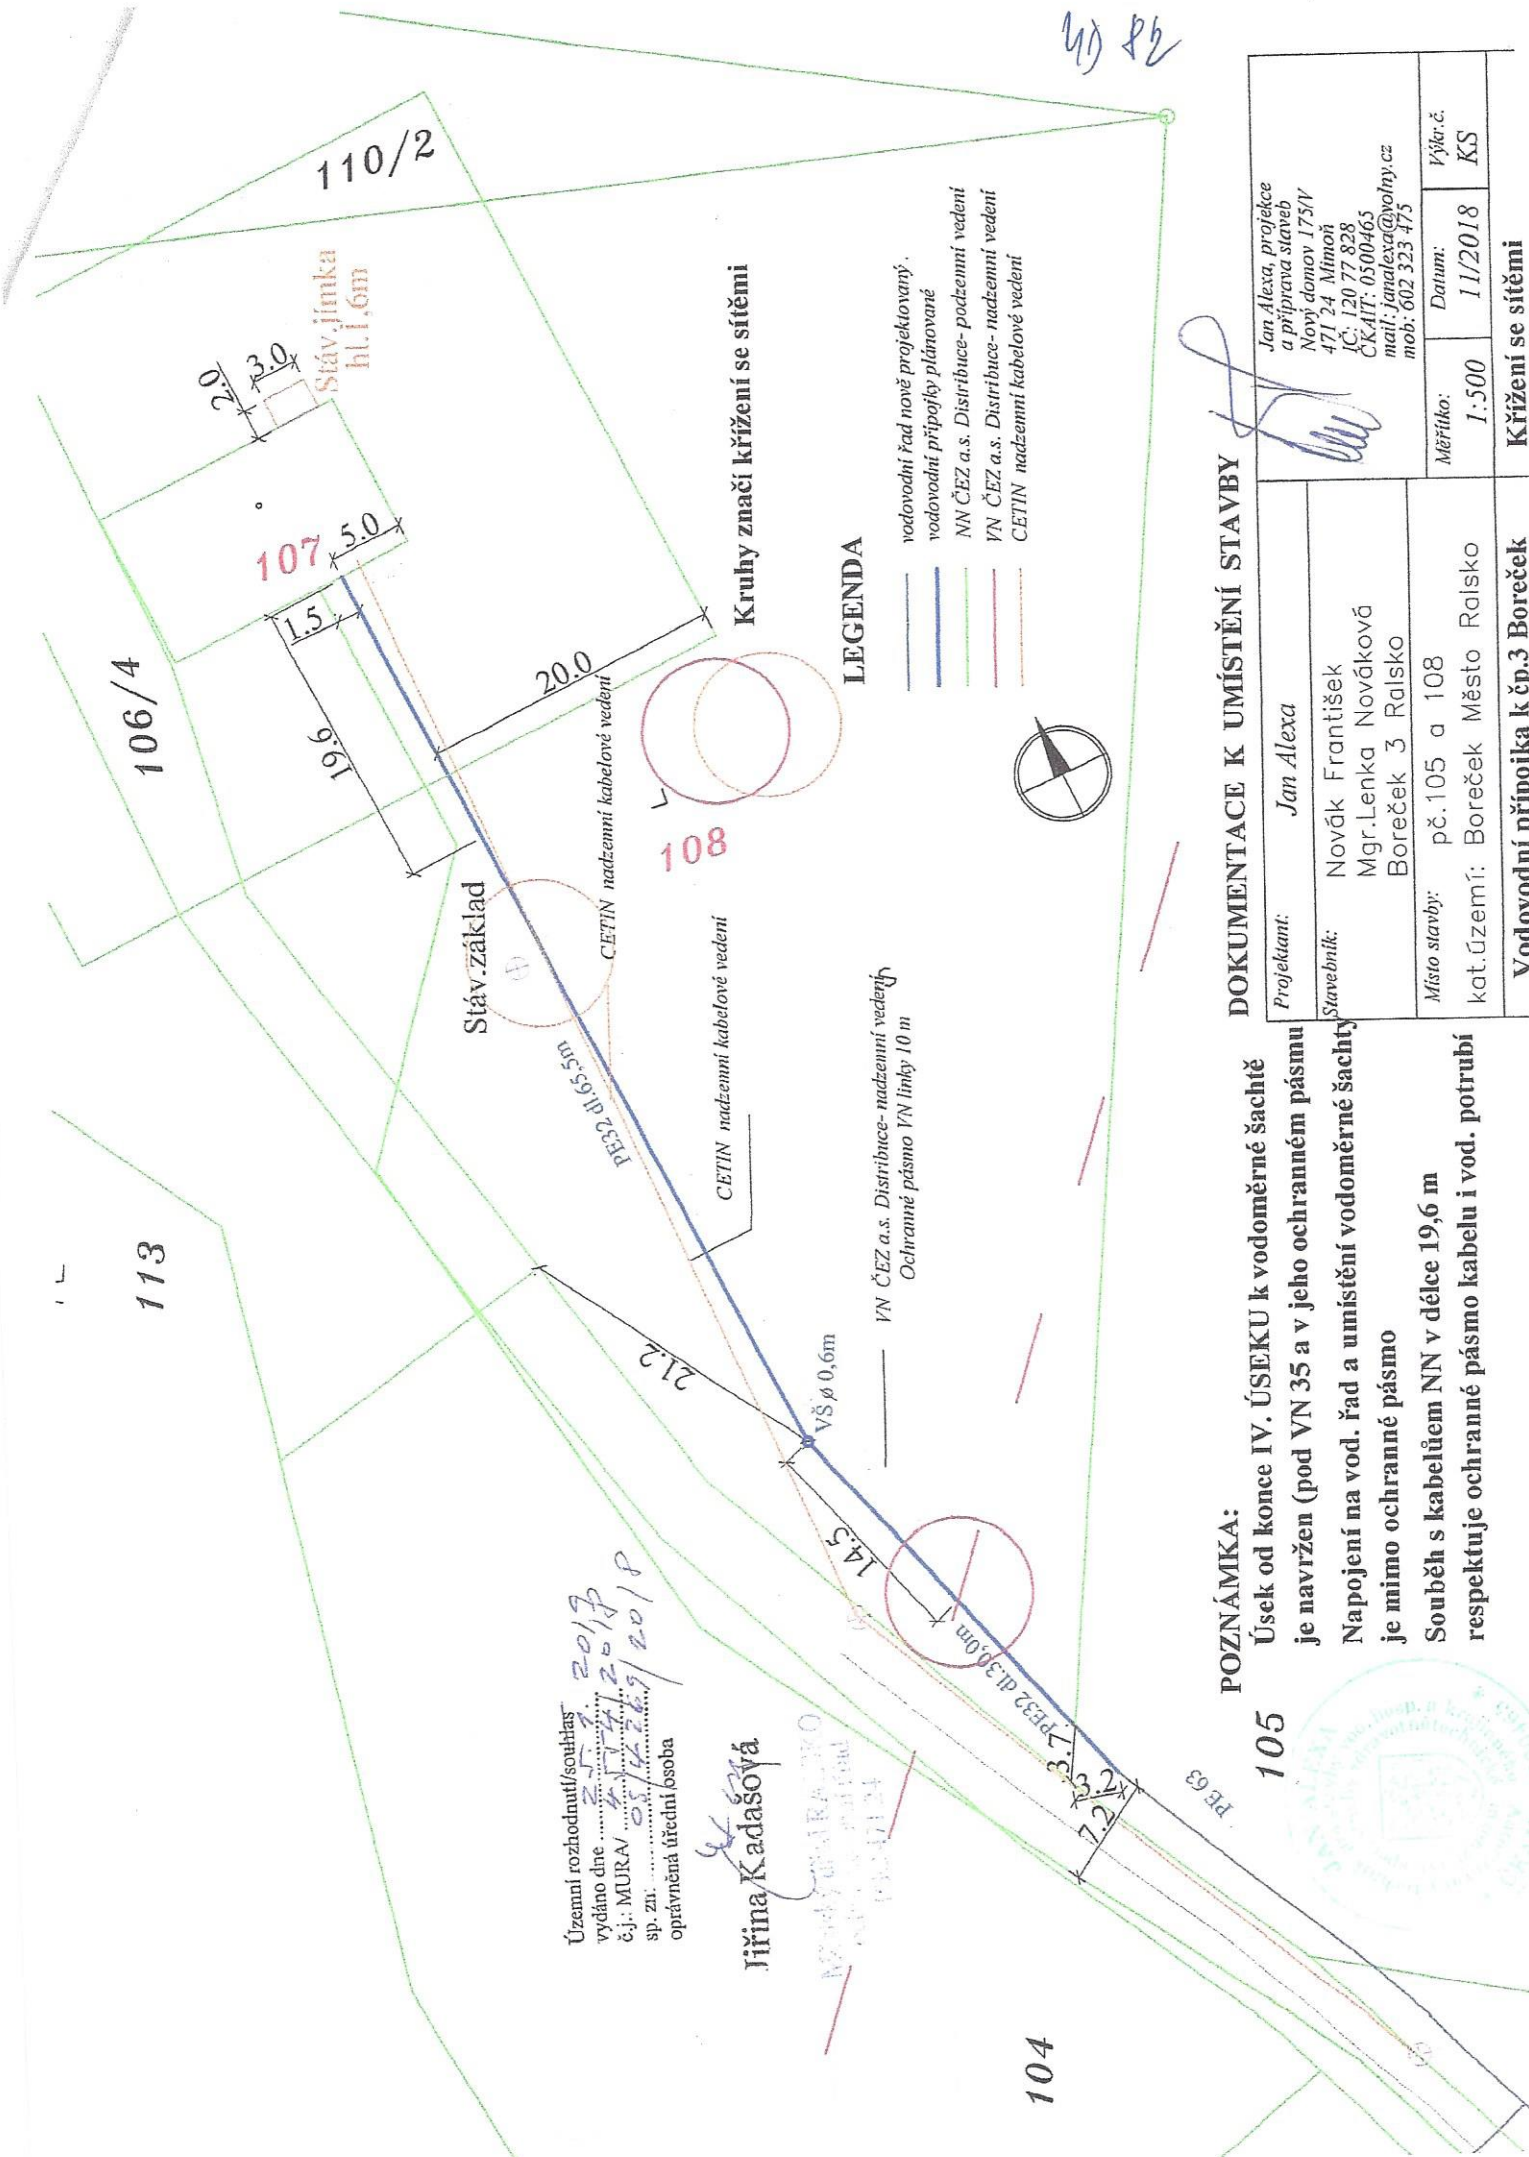 113
106/4
110/2
107
108
104
105
2.0
3.0
Stáv.jímka
hl.1,6m
5.0
1.5
19.6
20.0
Stáv.základ
CETIN nadzemní kabelové vedení
PE32 dl.65,5m
CETIN nadzemní kabelové vedení
21.2
VŠ ø 0,6m
14.5
PE32 dl.30,0m
3.7
3.2
7.2
PE 63
VN ČEZ a.s. Distribuce- nadzemní vedení
Ochranné pásmo VN linky 10 m
Územní rozhodnutí/souhlas
vydáno dne
č.j.: MURA/
sp. zn:
oprávněná úřední osoba
Jiřina Kadašová
Kruhy značí křížení se sítěmi
LEGENDA
vodovodní řad nově projektovaný .
vodovodní přípojky plánované
NN ČEZ a.s. Distribuce- podzemní vedení
VN ČEZ a.s. Distribuce- nadzemní vedení
CETIN nadzemní kabelové vedení
POZNÁMKA:
Úsek od konce IV. ÚSEKU k vodoměrné šachtě
je navržen (pod VN 35 a v jeho ochranném pásmu
Napojení na vod. řad a umístění vodoměrné šachty
je mimo ochranné pásmo
Souběh s kabelůem NN v délce 19,6 m
respektuje ochranné pásmo kabelu i vod. potrubí
DOKUMENTACE K UMÍSTĚNÍ STAVBY
Projektant: Jan Alexa
Jan Alexa, projekce
a příprava staveb
Nový domov 175/V
471 24 Mimoň
IČ: 120 77 828
ČKAIT: 0500465
mail: janalexa@volny.cz
mob: 602 323 475
Stavebník: Novák František
Mgr.Lenka Nováková
Boreček 3 Ralsko
Místo stavby: pč.105 a 108
kat.území: Boreček Město Ralsko
Měřítko: 1:500
Datum: 11/2018
Výkr.č. KS
Vodovodní přípojka k čp.3 Boreček
Křížení se sítěmi